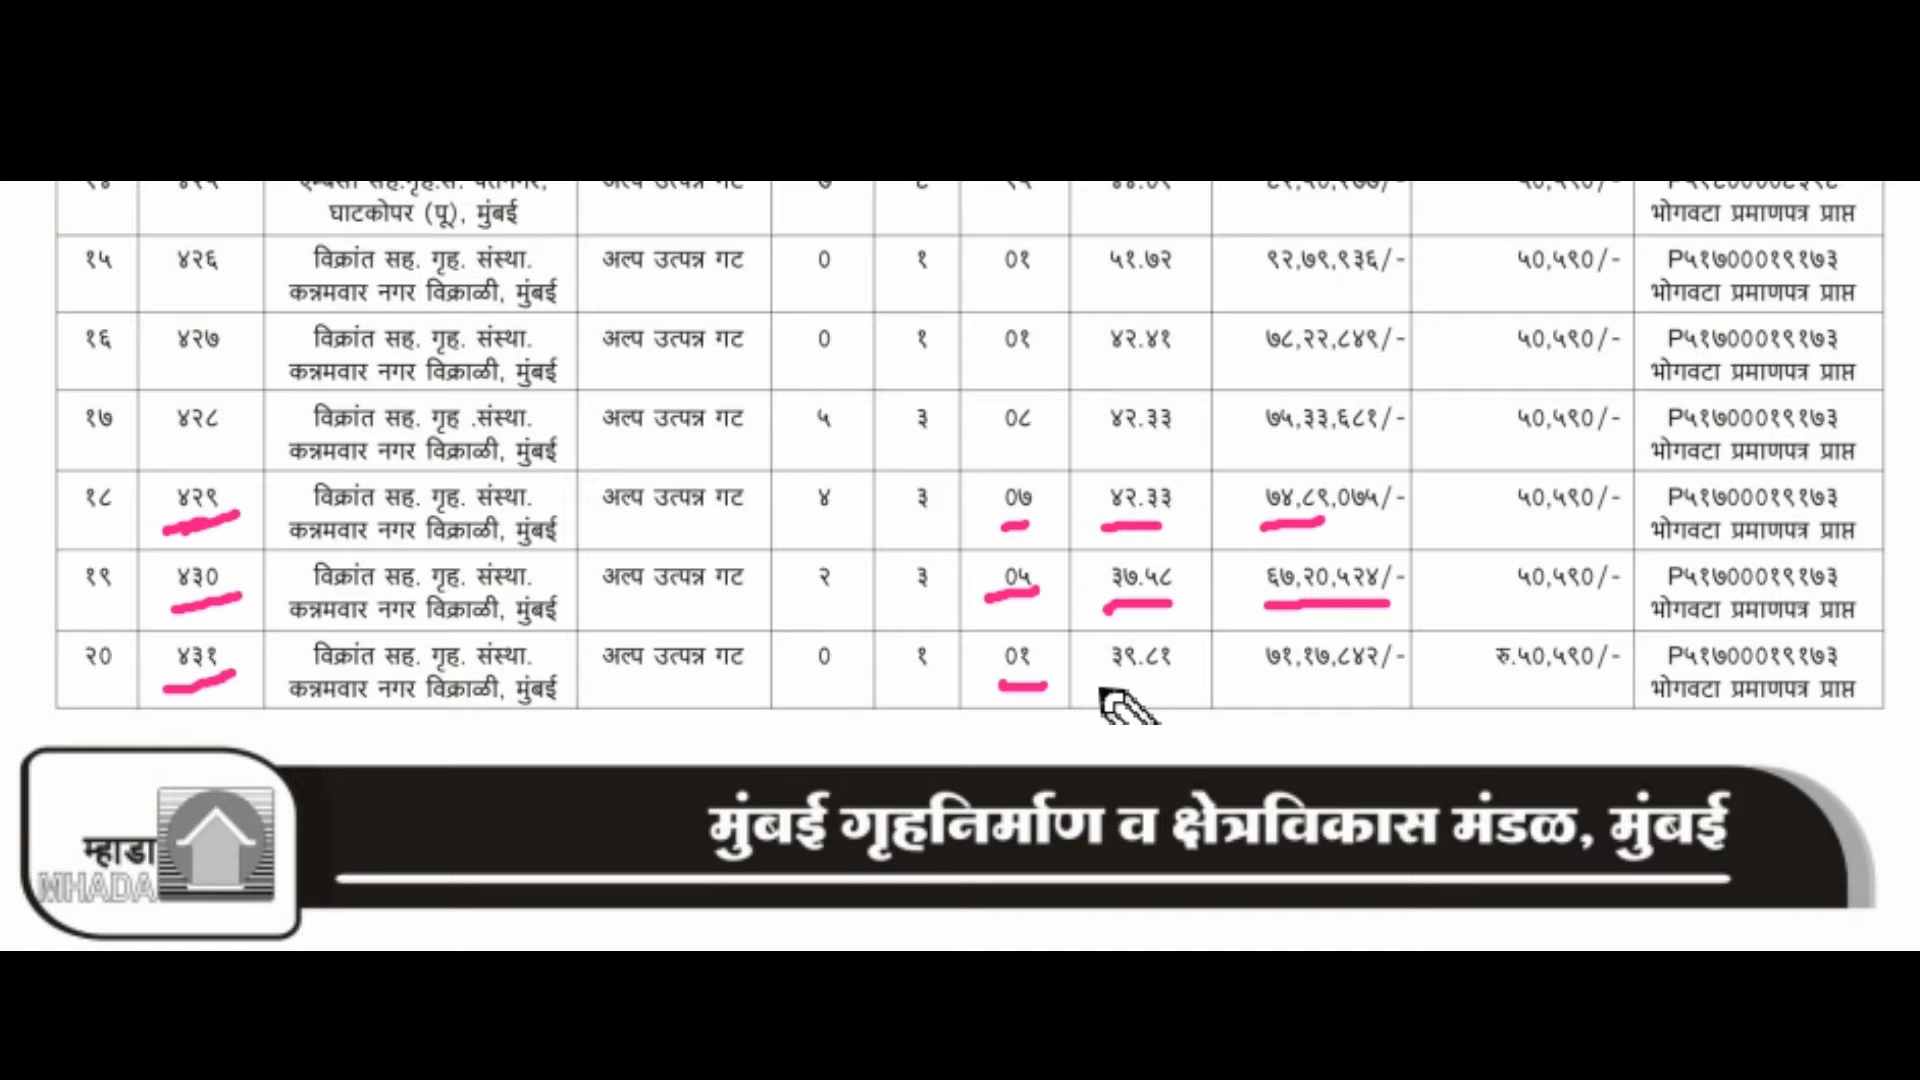 घाटकोपर (पू), मुंबई भोगवटा प्रमाणपत्र प्राप्त
१५ ४२६ विक्रांत सह. गृह. संस्था. अल्प उत्पन्न गट 0 १ 0१ ५१.७२ ९२,७९,९३६/- ५0,५९0/- P५१७000१९१७३
कन्नमवार नगर विक्राळी, मुंबई भोगवटा प्रमाणपत्र प्राप्त
१६ ४२७ विक्रांत सह. गृह. संस्था. अल्प उत्पन्न गट 0 १ 0१ ४२.४१ ७८,२२,८४९/- ५0,५९0/- P५१७000१९१७३
कन्नमवार नगर विक्राळी, मुंबई भोगवटा प्रमाणपत्र प्राप्त
१७ ४२८ विक्रांत सह. गृह .संस्था. अल्प उत्पन्न गट ५ ३ 0८ ४२.३३ ७५,३३,६८१/- ५0,५९0/- P५१७000१९१७३
कन्नमवार नगर विक्राळी, मुंबई भोगवटा प्रमाणपत्र प्राप्त
१८ ४२९ विक्रांत सह. गृह. संस्था. अल्प उत्पन्न गट ४ ३ 0७ ४२.३३ ७४,८९,0७५/- ५0,५९0/- P५१७000१९१७३
कन्नमवार नगर विक्राळी, मुंबई भोगवटा प्रमाणपत्र प्राप्त
१९ ४३0 विक्रांत सह. गृह. संस्था. अल्प उत्पन्न गट २ ३ 0५ ३७.५८ ६७,२0,५२४/- ५0,५९0/- P५१७000१९१७३
कन्नमवार नगर विक्राळी, मुंबई भोगवटा प्रमाणपत्र प्राप्त
२0 ४३१ विक्रांत सह. गृह. संस्था. अल्प उत्पन्न गट 0 १ 0१ ३९.८१ ७१,१७,८४२/- रु.५0,५९0/- P५१७000१९१७३
कन्नमवार नगर विक्राळी, मुंबई भोगवटा प्रमाणपत्र प्राप्त
मुंबई गृहनिर्माण व क्षेत्रविकास मंडळ, मुंबई
म्हाडा
MHADA